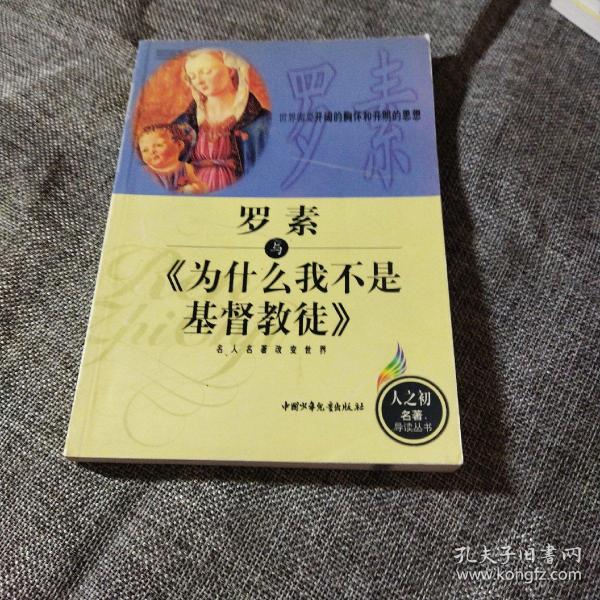 罗素
世界需要开阔的胸怀和开明的思想
罗素
与
《为什么我不是
基督教徒》
名人名著改变世界
人之初
名著
导读丛书
中国少年儿童出版社
孔夫子旧书网
www.kongfz.com